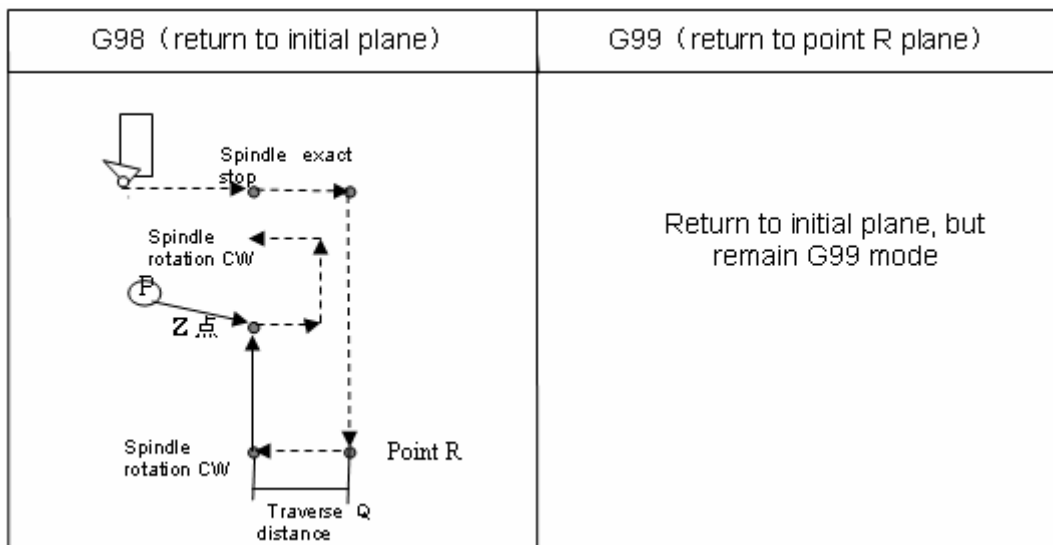 G98（return to initial plane）
G99（return to point R plane）
Spindle exact
stop
Spindle
rotation CW
P
Z 点
Spindle
rotation CW
Point R
Traverse Q
distance
Return to initial plane, but
remain G99 mode